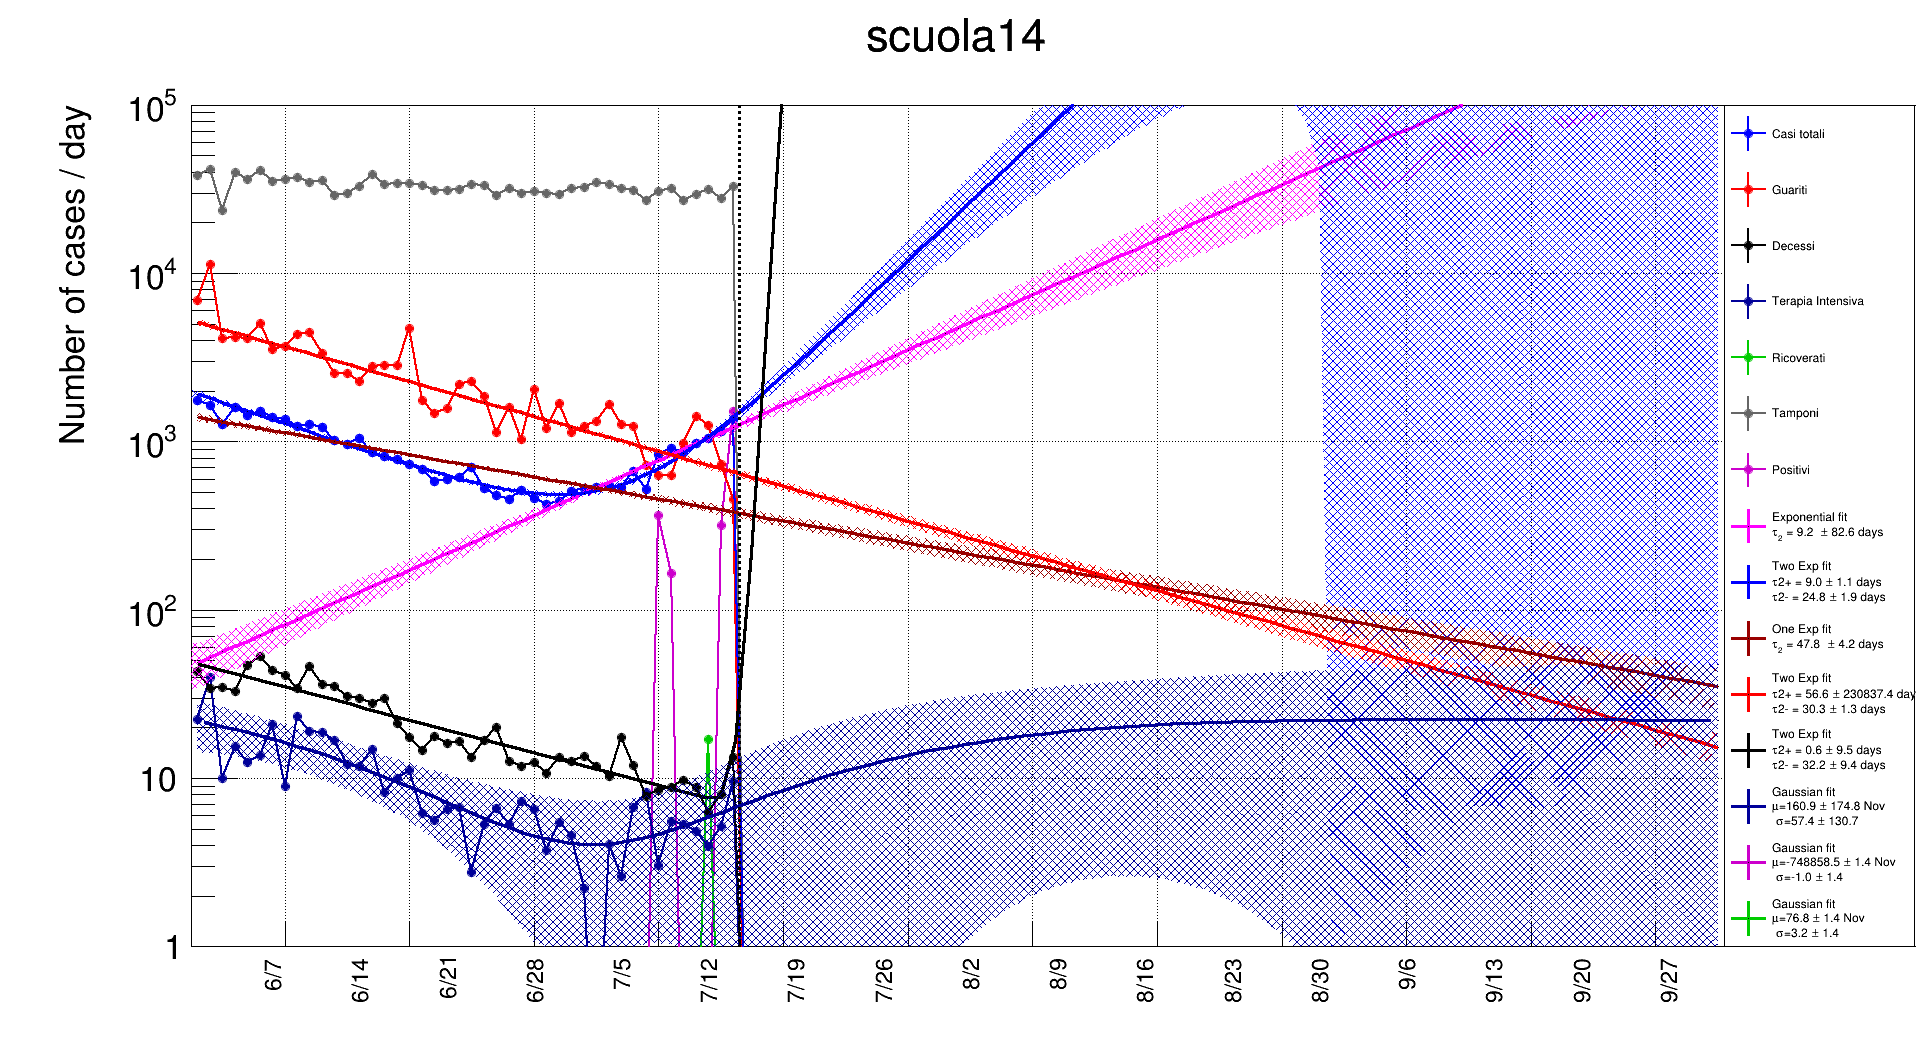 scuola14
Number of cases / day
10^5
10^4
10^3
10^2
10
1
6/7
6/14
6/21
6/28
7/5
7/12
7/19
7/26
8/2
8/9
8/16
8/23
8/30
9/6
9/13
9/20
9/27
Casi totali
Guariti
Decessi
Terapia Intensiva
Ricoverati
Tamponi
Positivi
Exponential fit
τ₂ = 9.2 ± 82.6 days
Two Exp fit
τ2+ = 9.0 ± 1.1 days
τ2- = 24.8 ± 1.9 days
One Exp fit
τ₂ = 47.8 ± 4.2 days
Two Exp fit
τ2+ = 56.6 ± 230837.4 day
τ2- = 30.3 ± 1.3 days
Two Exp fit
τ2+ = 0.6 ± 9.5 days
τ2- = 32.2 ± 9.4 days
Gaussian fit
μ=160.9 ± 174.8 Nov
σ=57.4 ± 130.7
Gaussian fit
μ=-748858.5 ± 1.4 Nov
σ=-1.0 ± 1.4
Gaussian fit
μ=76.8 ± 1.4 Nov
σ=3.2 ± 1.4